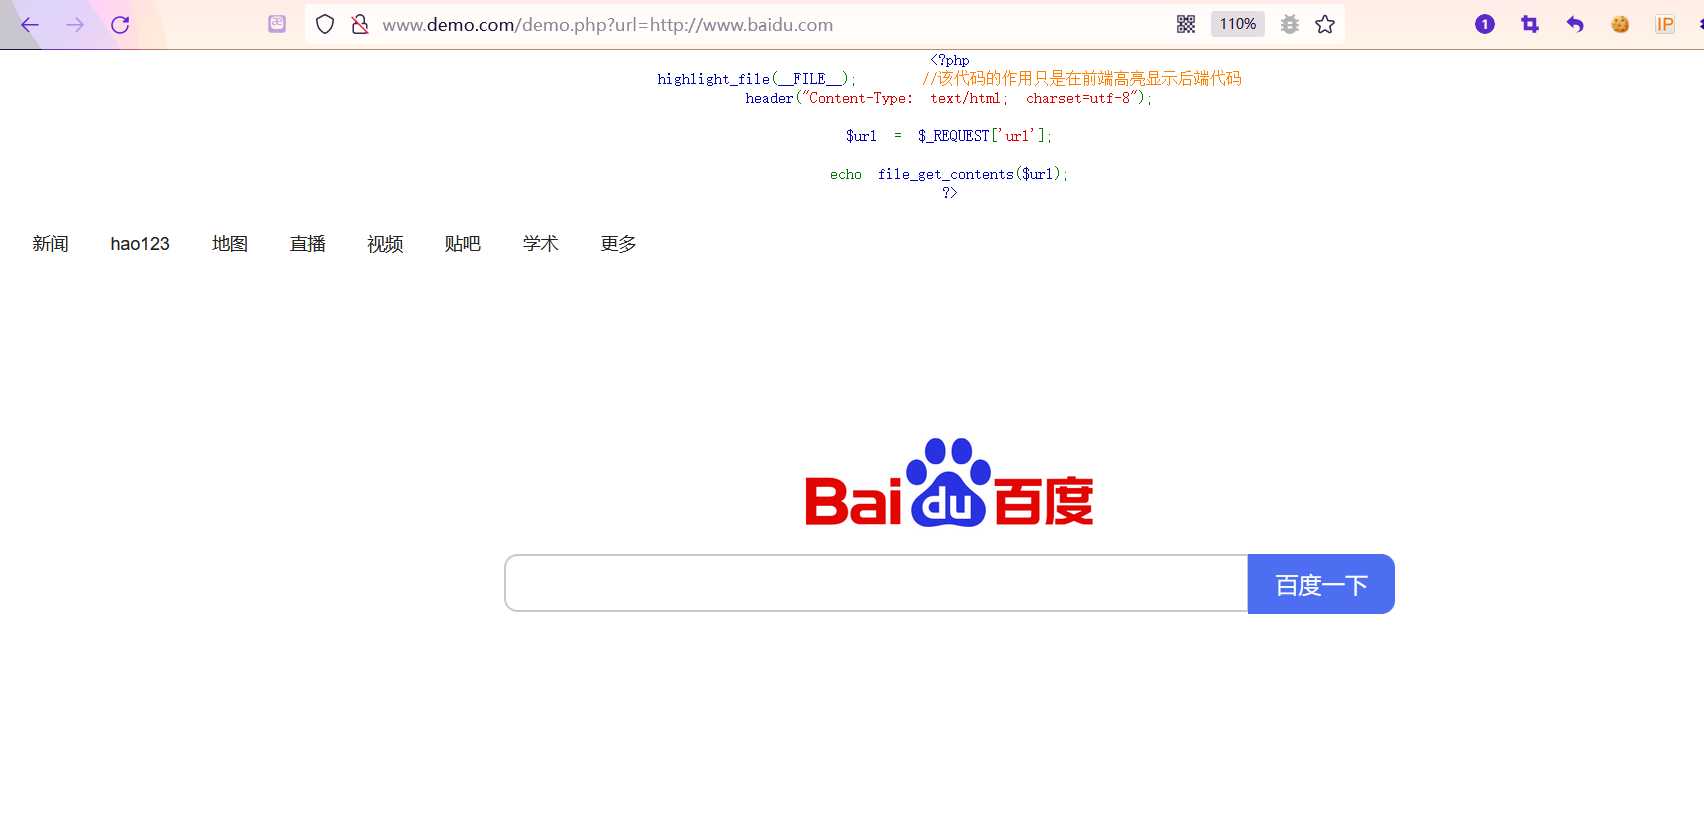 www.demo.com/demo.php?url=http://www.baidu.com
110%
1
IP
<?php
highlight_file(__FILE__); //该代码的作用只是在前端高亮显示后端代码
header("Content-Type: text/html; charset=utf-8");
$url = $_REQUEST['url'];
echo file_get_contents($url);
?>
新闻 hao123 地图 直播 视频 贴吧 学术 更多
Bai du 百度
百度一下